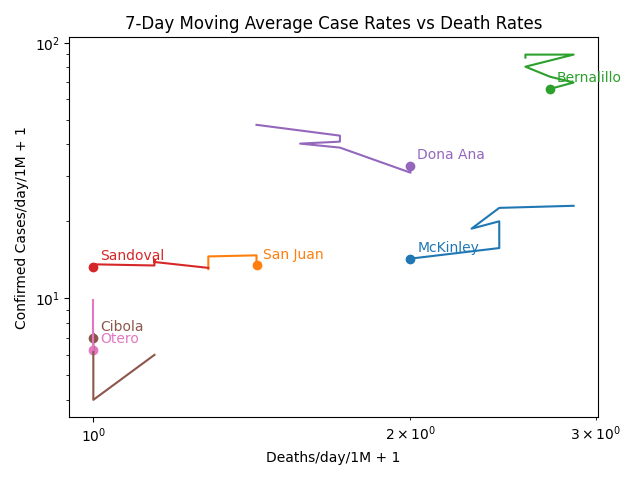 7-Day Moving Average Case Rates vs Death Rates
10²
Bernalillo
Dona Ana
Confirmed Cases/day/1M + 1
McKinley
Sandoval
San Juan
10¹
Cibola
Otero
10⁰
2 × 10⁰
3 × 10⁰
Deaths/day/1M + 1